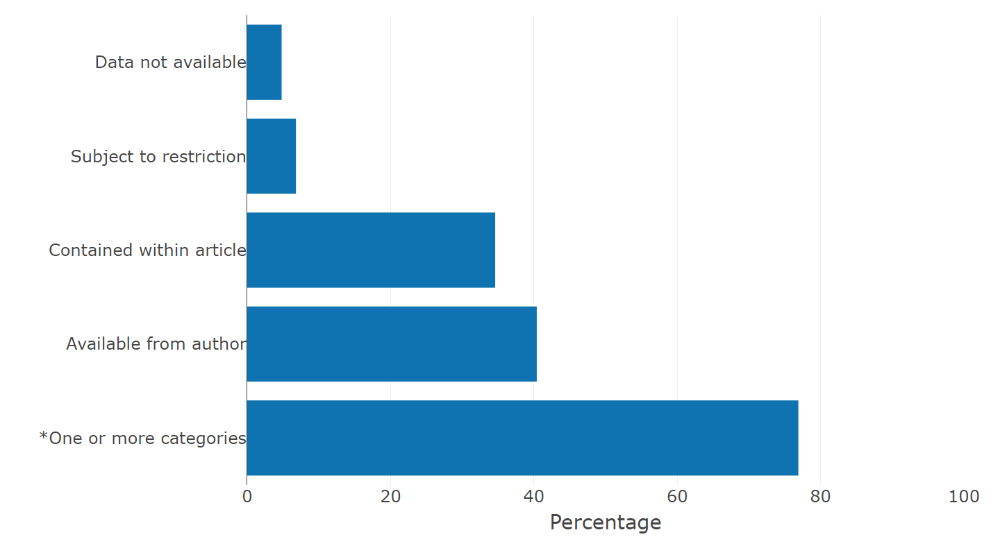 Data not available
Subject to restriction
Contained within article
Available from author
*One or more categories
0 20 40 60 80 100
Percentage